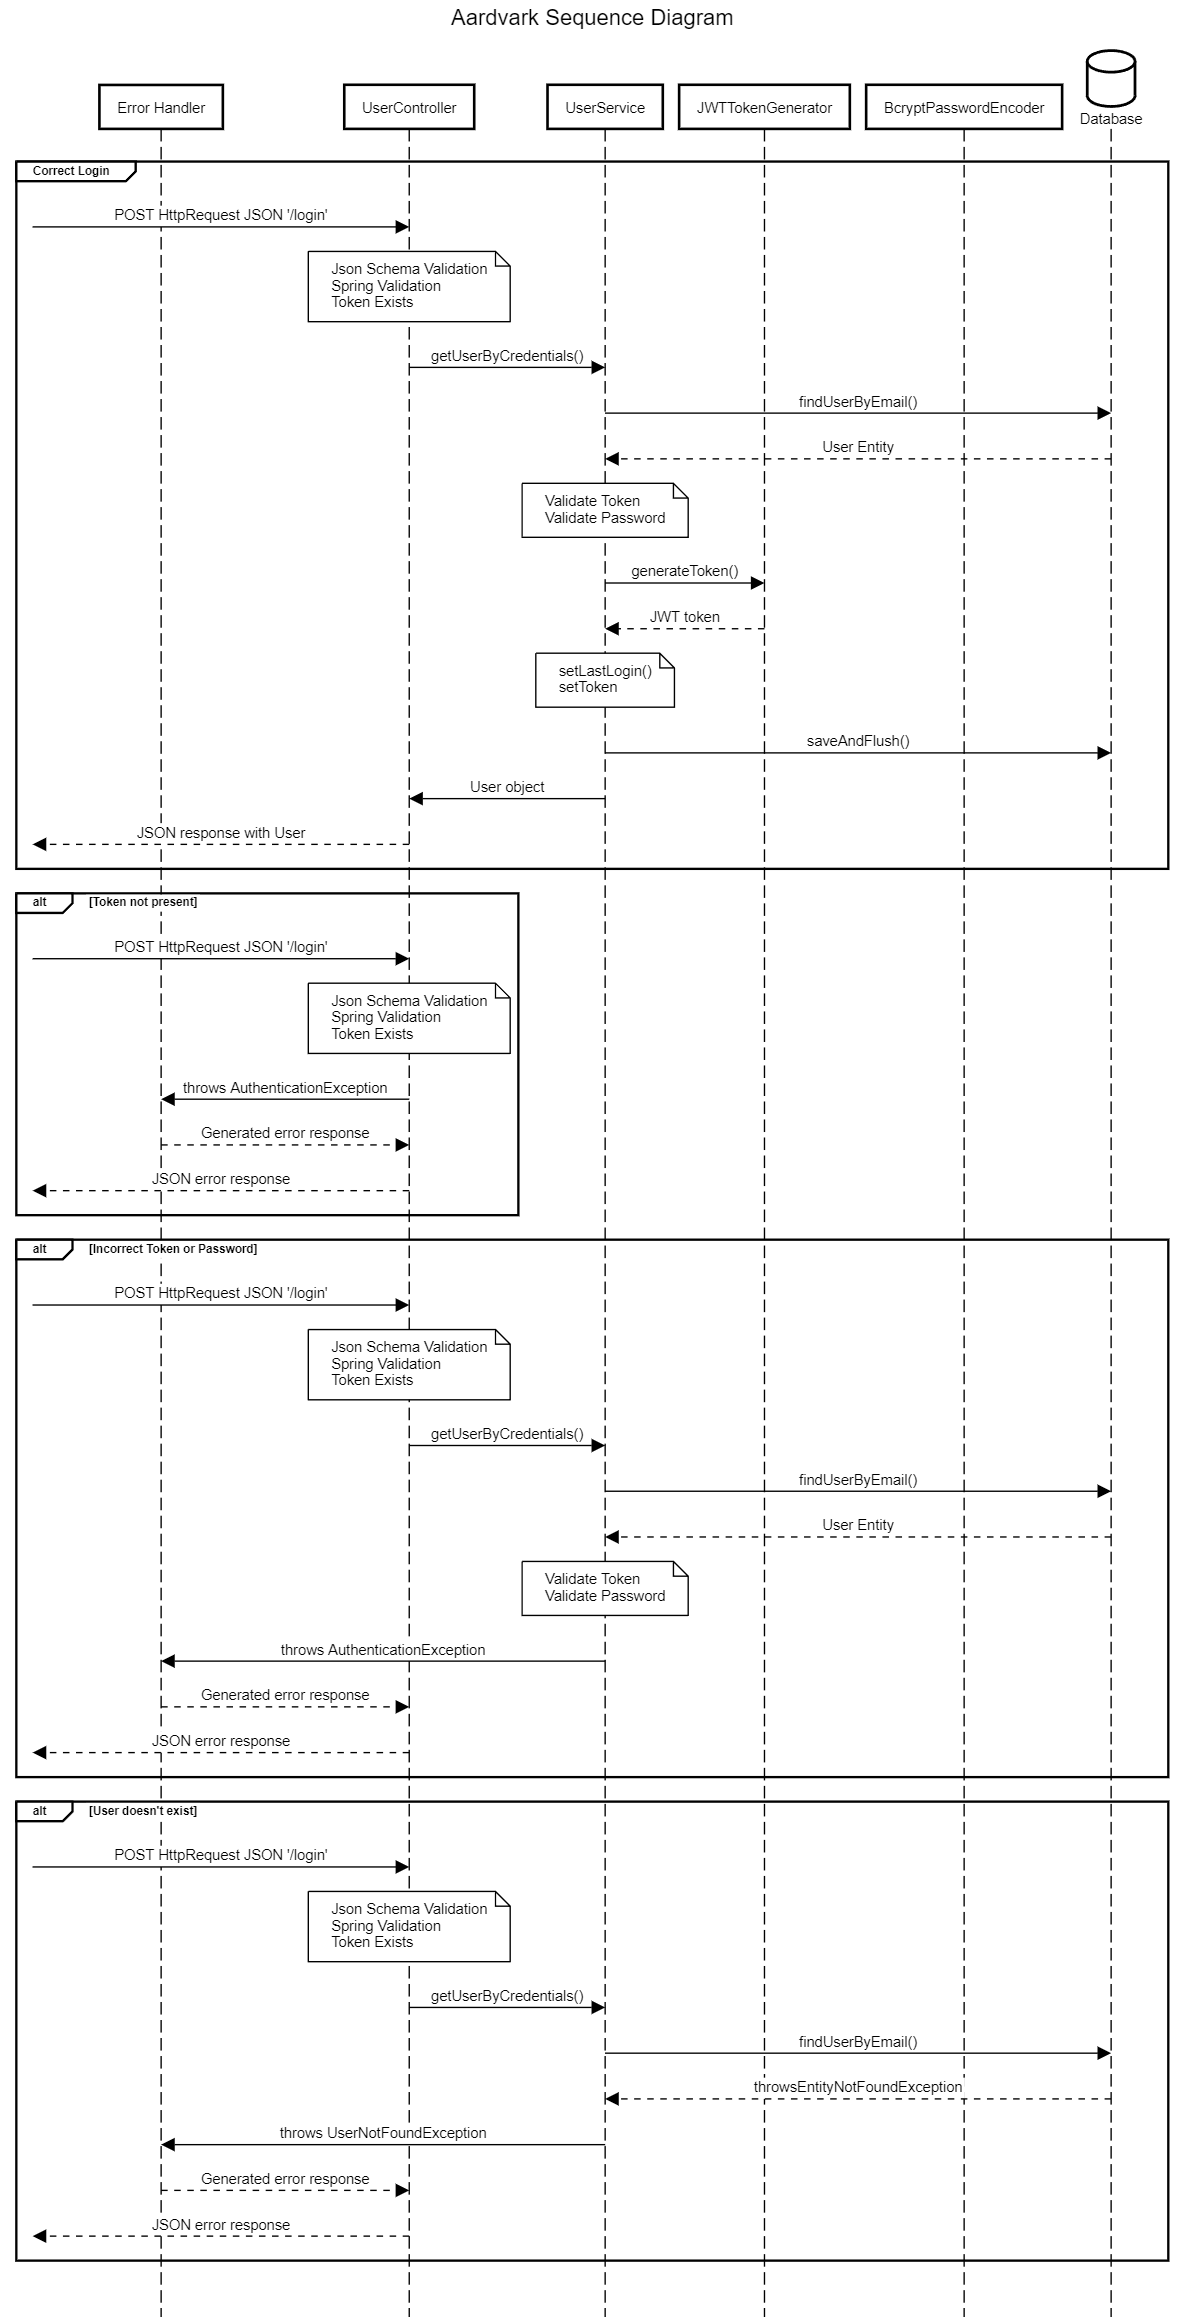 Aardvark Sequence Diagram
Error Handler
UserController
UserService
JWTTokenGenerator
BcryptPasswordEncoder
Database
Correct Login
POST HttpRequest JSON '/login'
Json Schema Validation
Spring Validation
Token Exists
getUserByCredentials()
findUserByEmail()
User Entity
Validate Token
Validate Password
generateToken()
JWT token
setLastLogin()
setToken
saveAndFlush()
User object
JSON response with User
alt [Token not present]
POST HttpRequest JSON '/login'
Json Schema Validation
Spring Validation
Token Exists
throws AuthenticationException
Generated error response
JSON error response
alt [Incorrect Token or Password]
POST HttpRequest JSON '/login'
Json Schema Validation
Spring Validation
Token Exists
getUserByCredentials()
findUserByEmail()
User Entity
Validate Token
Validate Password
throws AuthenticationException
Generated error response
JSON error response
alt [User doesn't exist]
POST HttpRequest JSON '/login'
Json Schema Validation
Spring Validation
Token Exists
getUserByCredentials()
findUserByEmail()
throwsEntityNotFoundException
throws UserNotFoundException
Generated error response
JSON error response